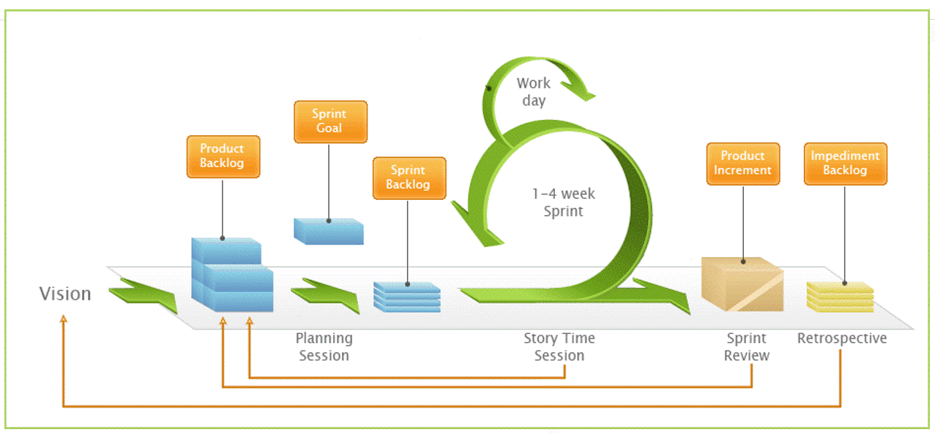 Work
day
Sprint
Goal
Product
Backlog
Sprint
Backlog
Product
Increment
Impediment
Backlog
1-4 week
Sprint
Vision
Planning
Session
Story Time
Session
Sprint
Review
Retrospective